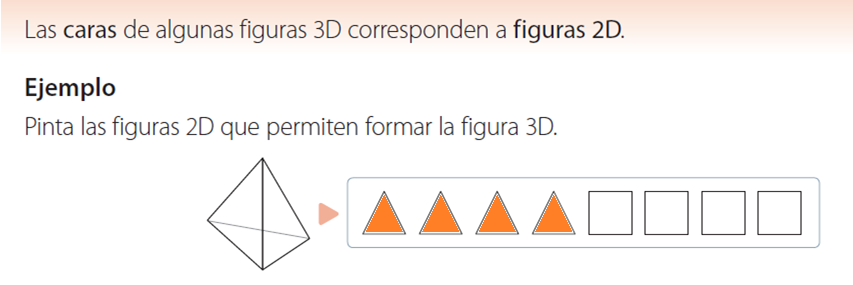 Las caras de algunas figuras 3D corresponden a figuras 2D.
Ejemplo
Pinta las figuras 2D que permiten formar la figura 3D.